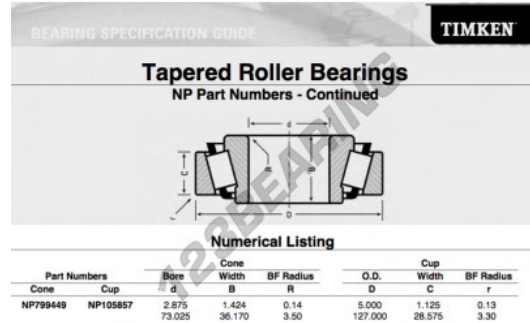 BEARING SPECIFICATION GUIDE
TIMKEN
Tapered Roller Bearings
NP Part Numbers - Continued
d
C
R
B
r
D
123BEARING
Numerical Listing
Cone Cup
Part Numbers Bore Width BF Radius O.D. Width BF Radius
Cone Cup d B R D C r
NP799449 NP105857 2.875 1.424 0.14 5.000 1.125 0.13
73.025 36.170 3.50 127.000 28.575 3.30